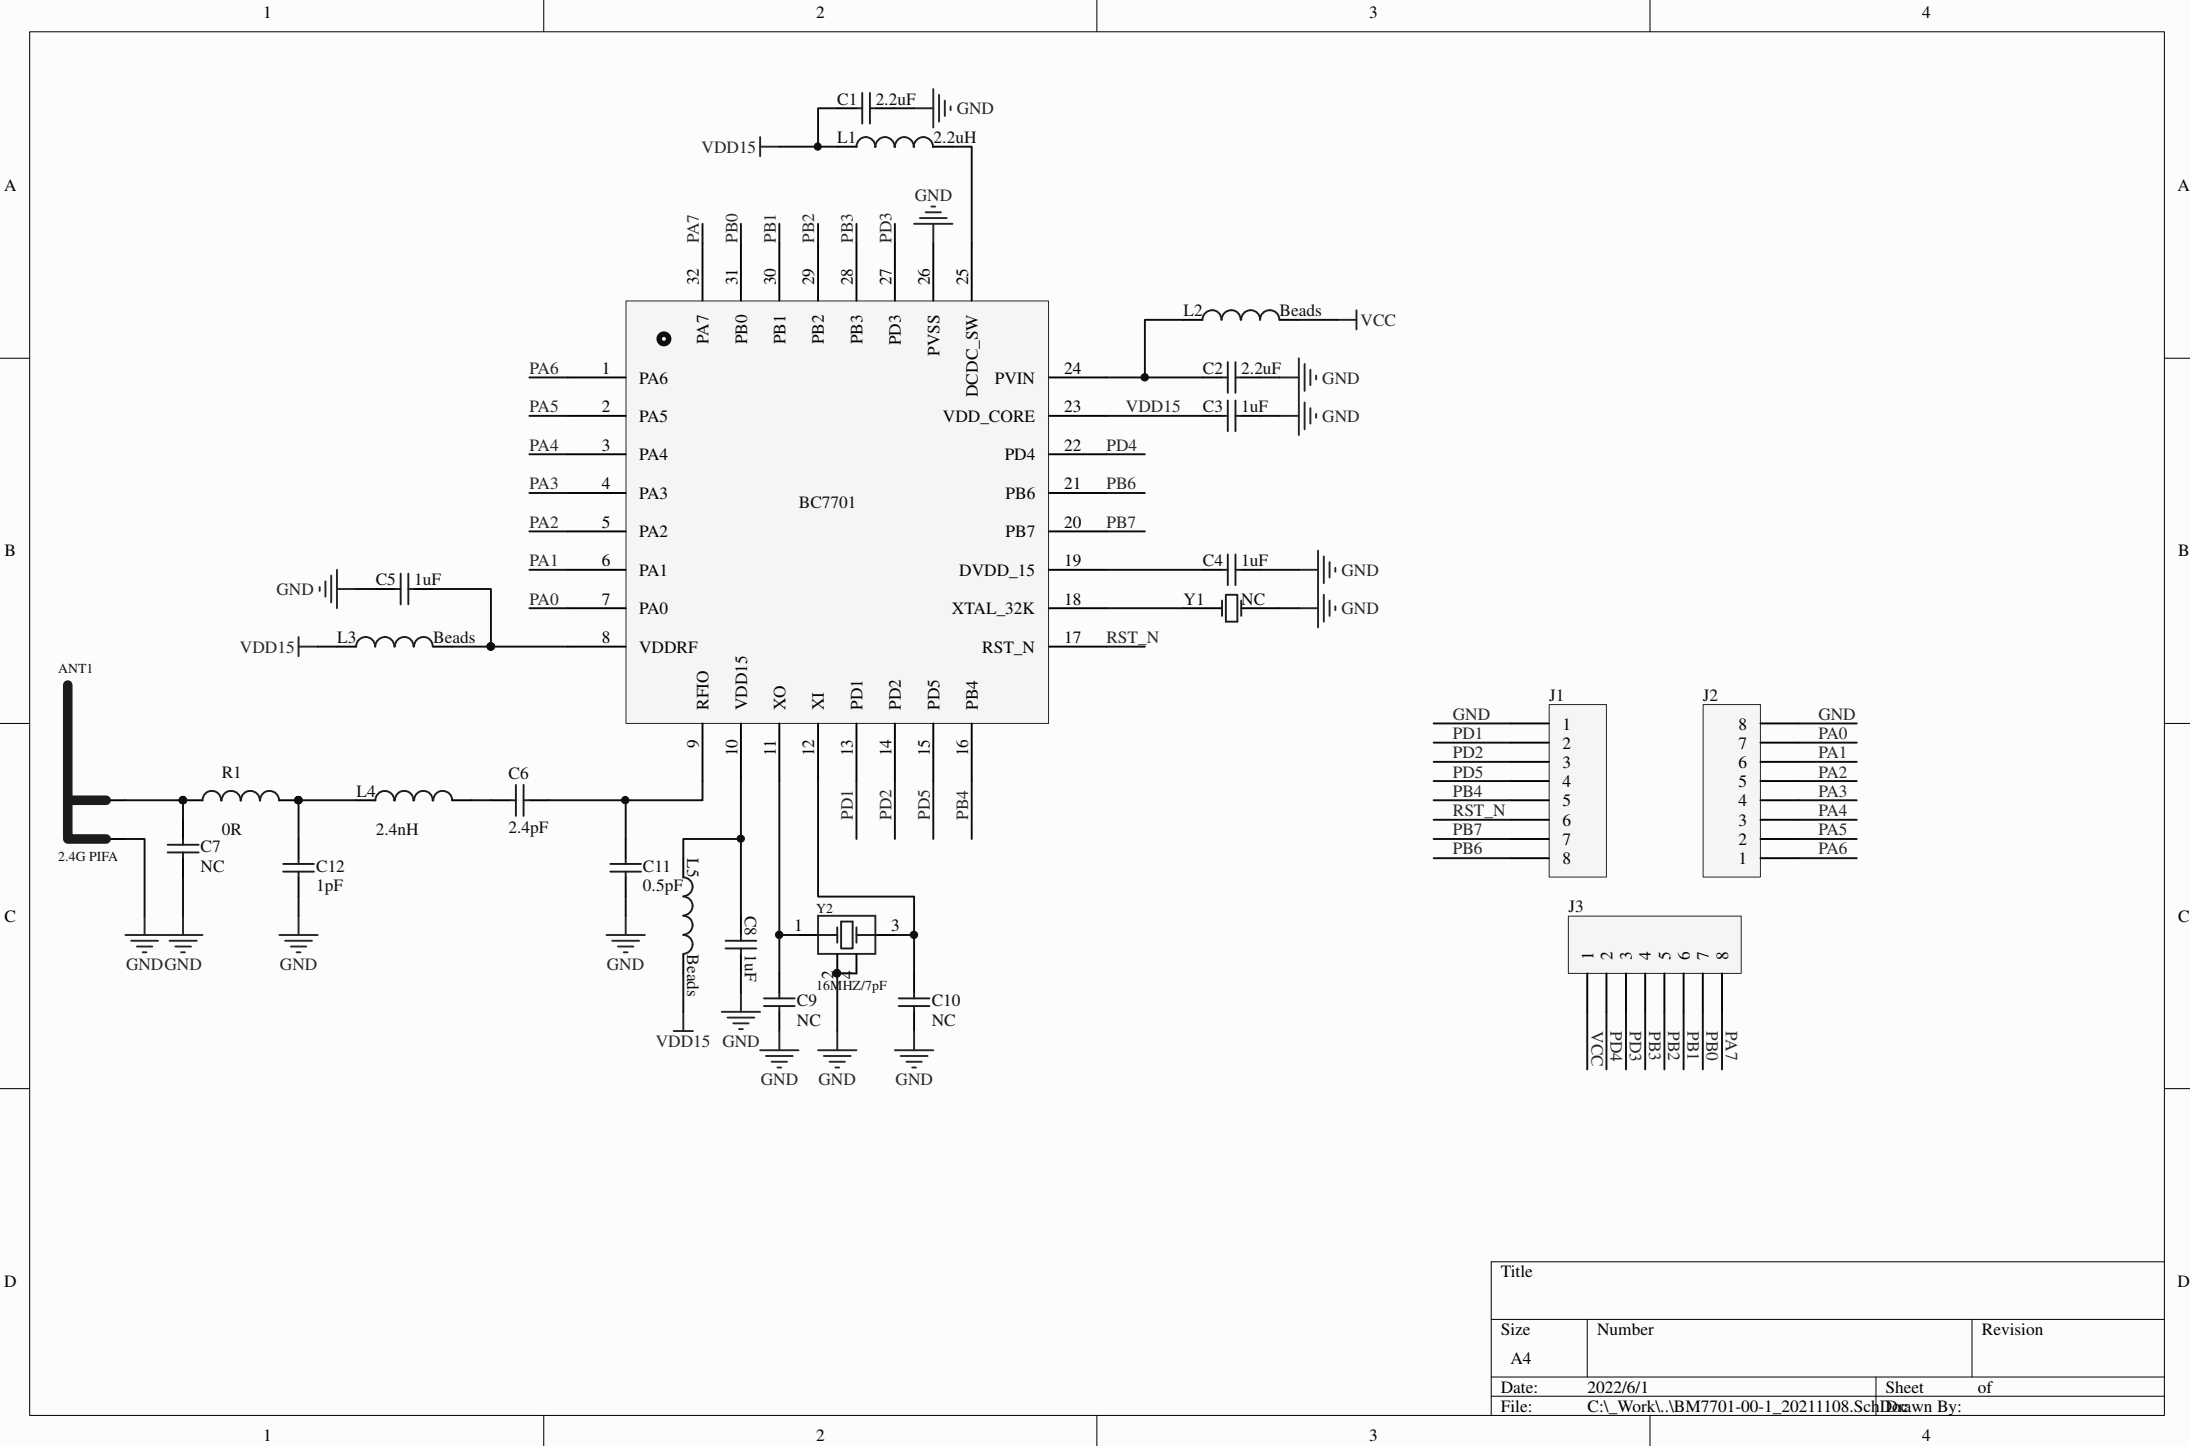 1 2 3 4
A A
B B
C C
D D
C1 2.2uF GND
VDD15 L1 2.2uH
GND
PA7 PB0 PB1 PB2 PB3 PD3
32 31 30 29 28 27 26 25
PA7 PB0 PB1 PB2 PB3 PD3 PVSS DCDC_SW
L2 Beads VCC
PA6 1 PA6
PA5 2 PA5
PA4 3 PA4
PA3 4 PA3
PA2 5 PA2
PA1 6 PA1
PA0 7 PA0
8 VDDRF
BC7701
PVIN 24 C2 2.2uF GND
VDD_CORE 23 VDD15 C3 1uF GND
PD4 22 PD4
PB6 21 PB6
PB7 20 PB7
DVDD_15 19 C4 1uF GND
XTAL_32K 18 Y1 NC GND
RST_N 17 RST_N
GND C5 1uF
VDD15 L3 Beads
RFIO VDD15 XO XI PD1 PD2 PD5 PB4
9 10 11 12 13 14 15 16
PD1 PD2 PD5 PB4
ANT1
2.4G PIFA
R1
0R
L4
2.4nH
C6
2.4pF
C7
NC
C12
1pF
C11
0.5pF
GND GND GND GND
L5 Beads
VDD15
C8 1uF
GND
Y2
1 3
2 4
16MHZ/7pF
C9
NC
C10
NC
GND GND GND
J1
GND 1
PD1 2
PD2 3
PD5 4
PB4 5
RST_N 6
PB7 7
PB6 8
J2
8 GND
7 PA0
6 PA1
5 PA2
4 PA3
3 PA4
2 PA5
1 PA6
J3
1 2 3 4 5 6 7 8
VCC PD4 PD3 PB3 PB2 PB1 PB0 PA7
Title
Size Number Revision
A4
Date: 2022/6/1 Sheet of
File: C:\_Work\..\BM7701-00-1_20211108.SchDoc Drawn By:
1 2 3 4